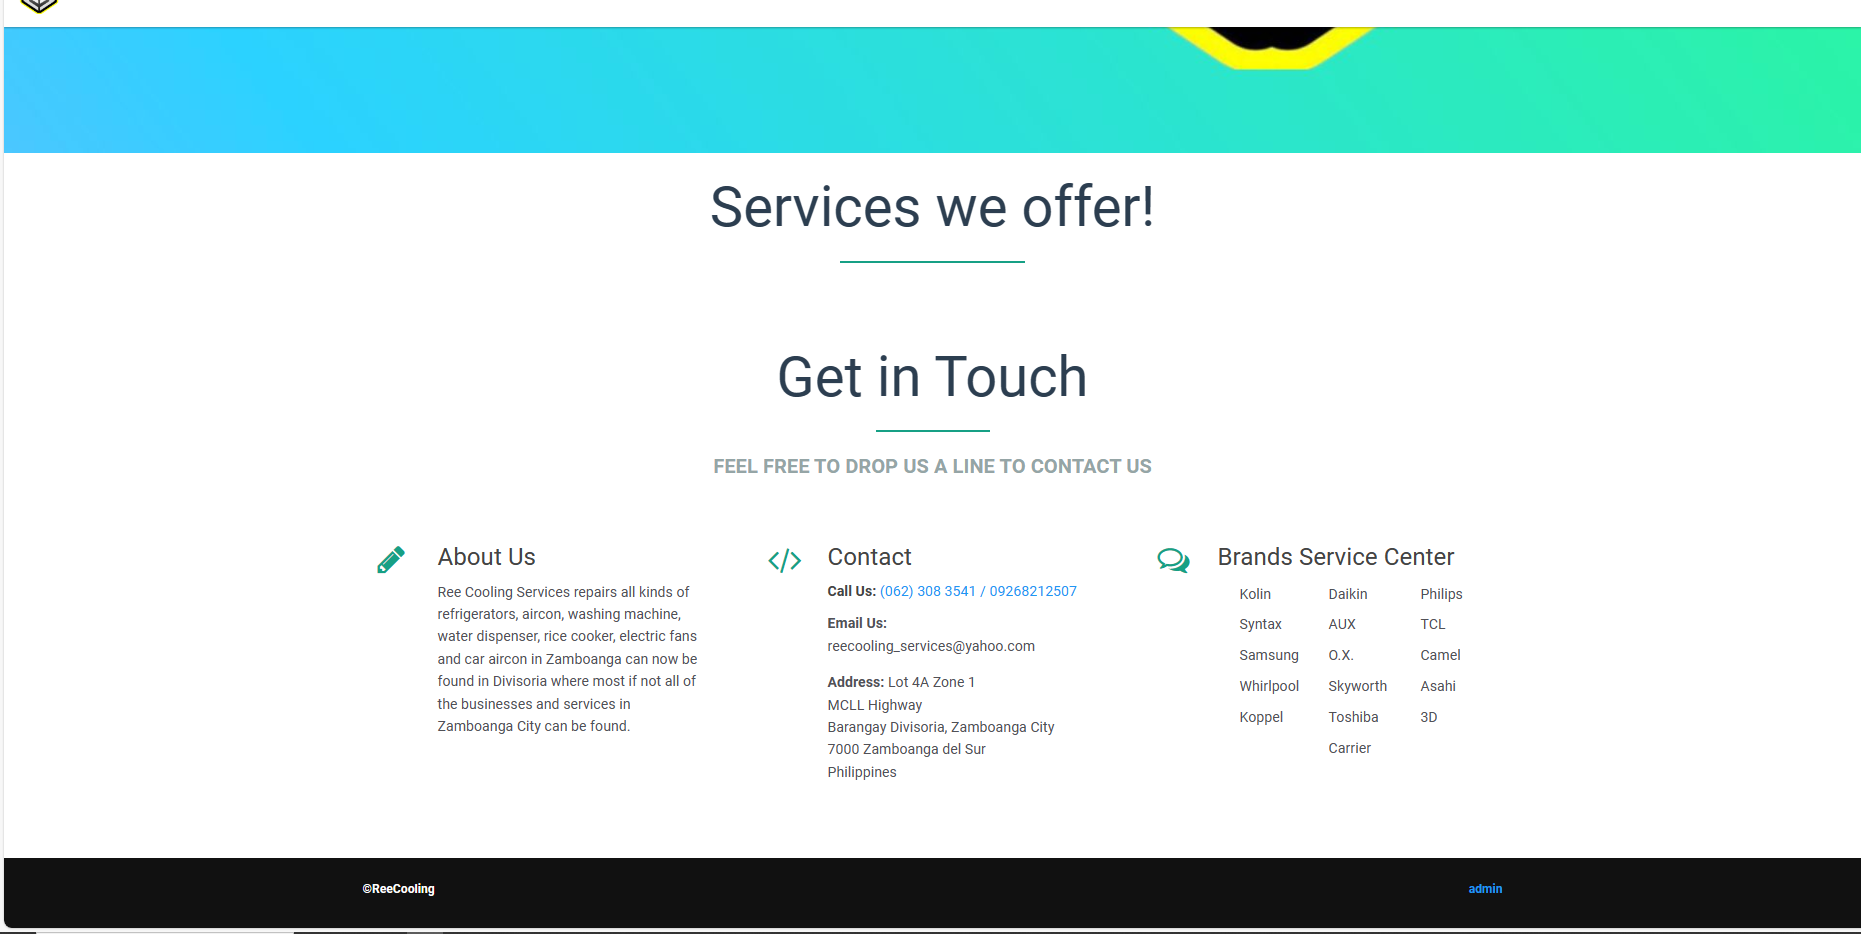 Services we offer!
Get in Touch
FEEL FREE TO DROP US A LINE TO CONTACT US
About Us
Ree Cooling Services repairs all kinds of
refrigerators, aircon, washing machine,
water dispenser, rice cooker, electric fans
and car aircon in Zamboanga can now be
found in Divisoria where most if not all of
the businesses and services in
Zamboanga City can be found.
Contact
Call Us: (062) 308 3541 / 09268212507
Email Us:
reecooling_services@yahoo.com
Address: Lot 4A Zone 1
MCLL Highway
Barangay Divisoria, Zamboanga City
7000 Zamboanga del Sur
Philippines
Brands Service Center
Kolin Daikin Philips
Syntax AUX TCL
Samsung O.X. Camel
Whirlpool Skyworth Asahi
Koppel Toshiba 3D
Carrier
©ReeCooling admin